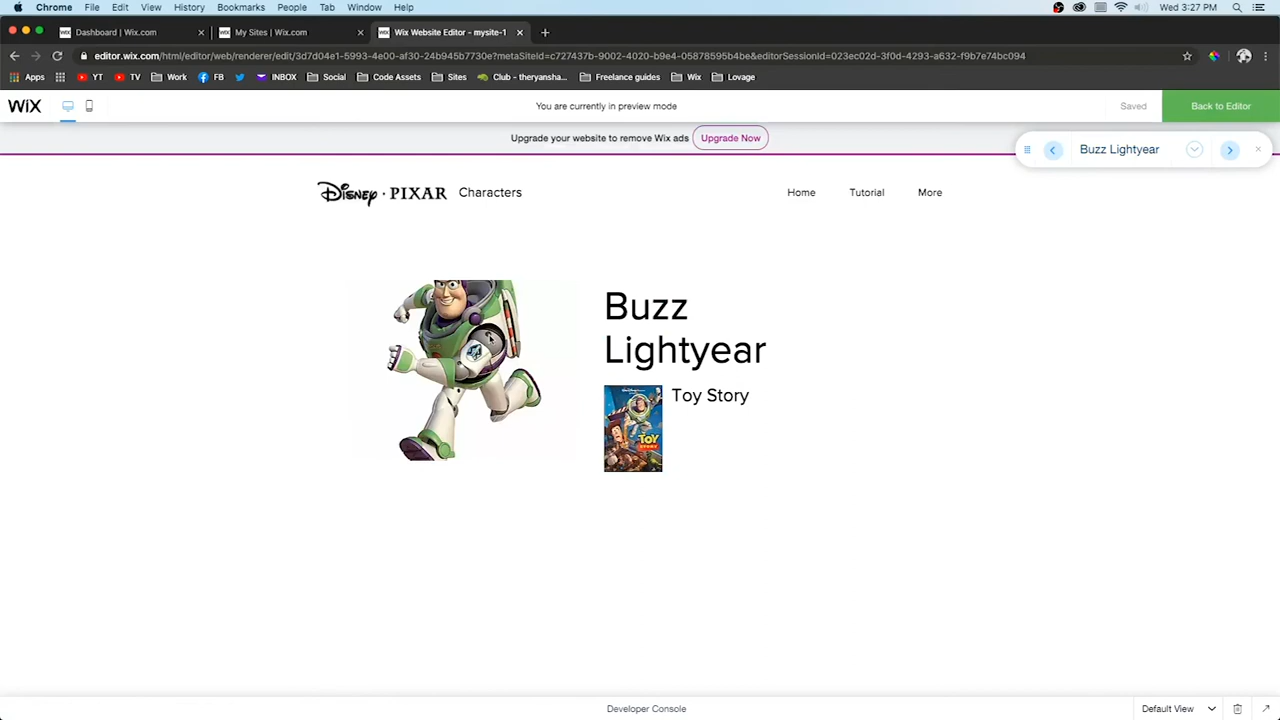 Chrome File Edit View History Bookmarks People Tab Window Help Wed 3:27 PM
Dashboard | Wix.com My Sites | Wix.com Wix Website Editor - mysite-1
editor.wix.com/html/editor/web/renderer/edit/3d7d04e1-5993-4e00-af30-24b945b7730e?metaSiteId=c727437b-9002-4020-b9e4-05878595b4be&editorSessionId=023ec02d-3f0d-4293-a632-f9b7e74bc094
Apps YT TV Work FB INBOX Social Code Assets Sites Club - theryansha... Freelance guides Wix Lovage
WiX You are currently in preview mode Saved Back to Editor
Upgrade your website to remove Wix ads Upgrade Now
Buzz Lightyear
Disney · PIXAR Characters Home Tutorial More
Buzz
Lightyear
Toy Story
TOY
STORY
Developer Console Default View